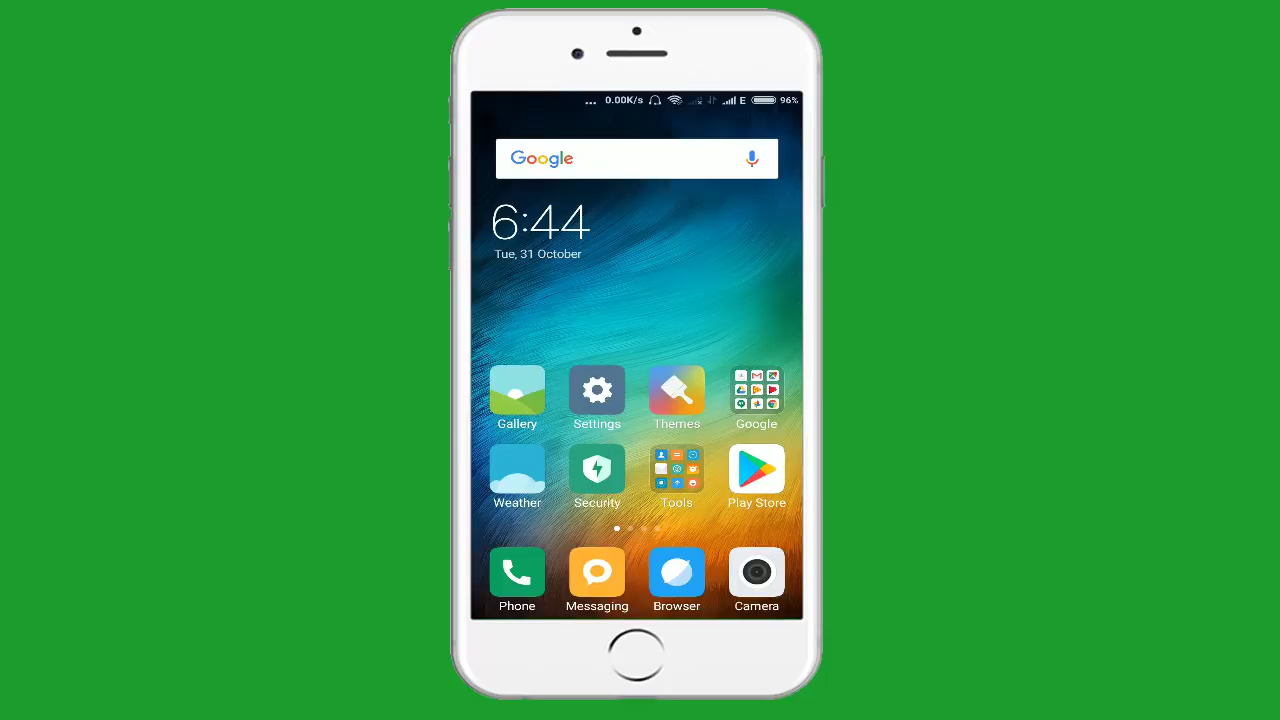 ... 0.00K/s E 96%
Google
6:44
Tue, 31 October
Gallery Settings Themes Google
Weather Security Tools Play Store
Phone Messaging Browser Camera